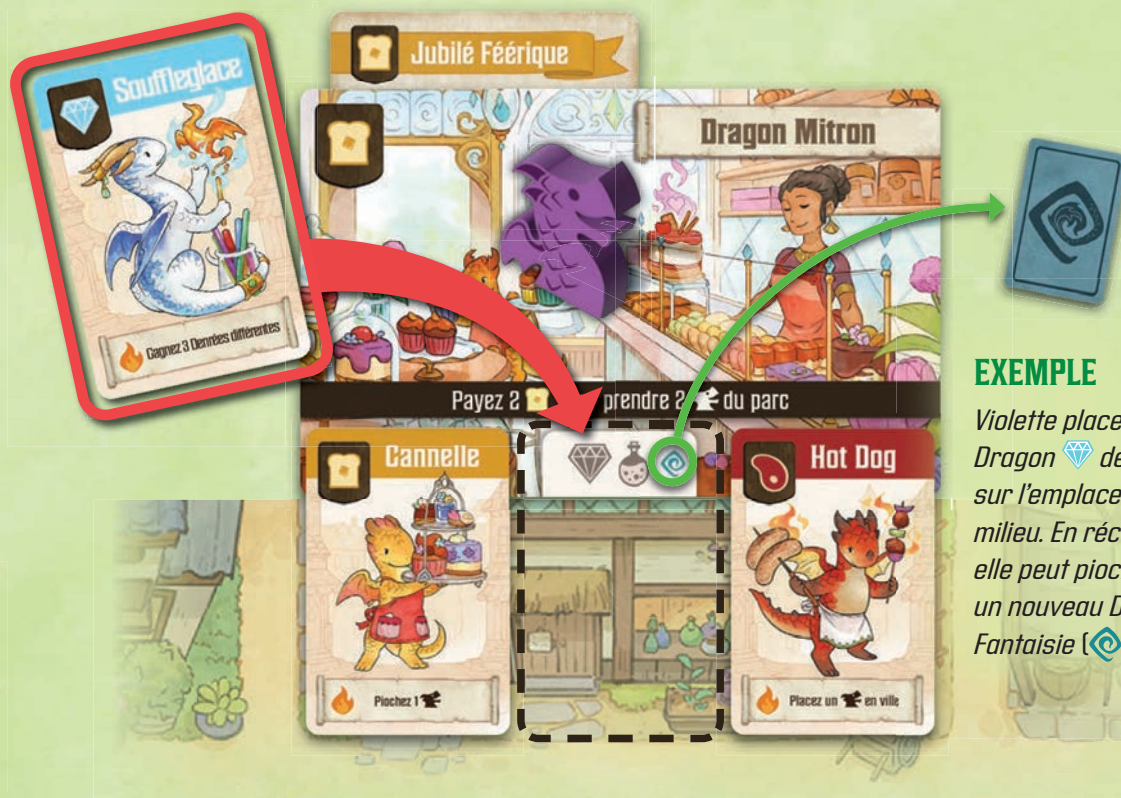 Jubilé Féérique
Souffleglace
Dragon Mitron
Gagnez 3 Denrées différentes
Payez 2 prendre 2 du parc
Cannelle
Hot Dog
Piochez 1
Placez un en ville
EXEMPLE
Violette place
Dragon de
sur l'emplace
milieu. En réc
elle peut pioc
un nouveau D
Fantaisie (